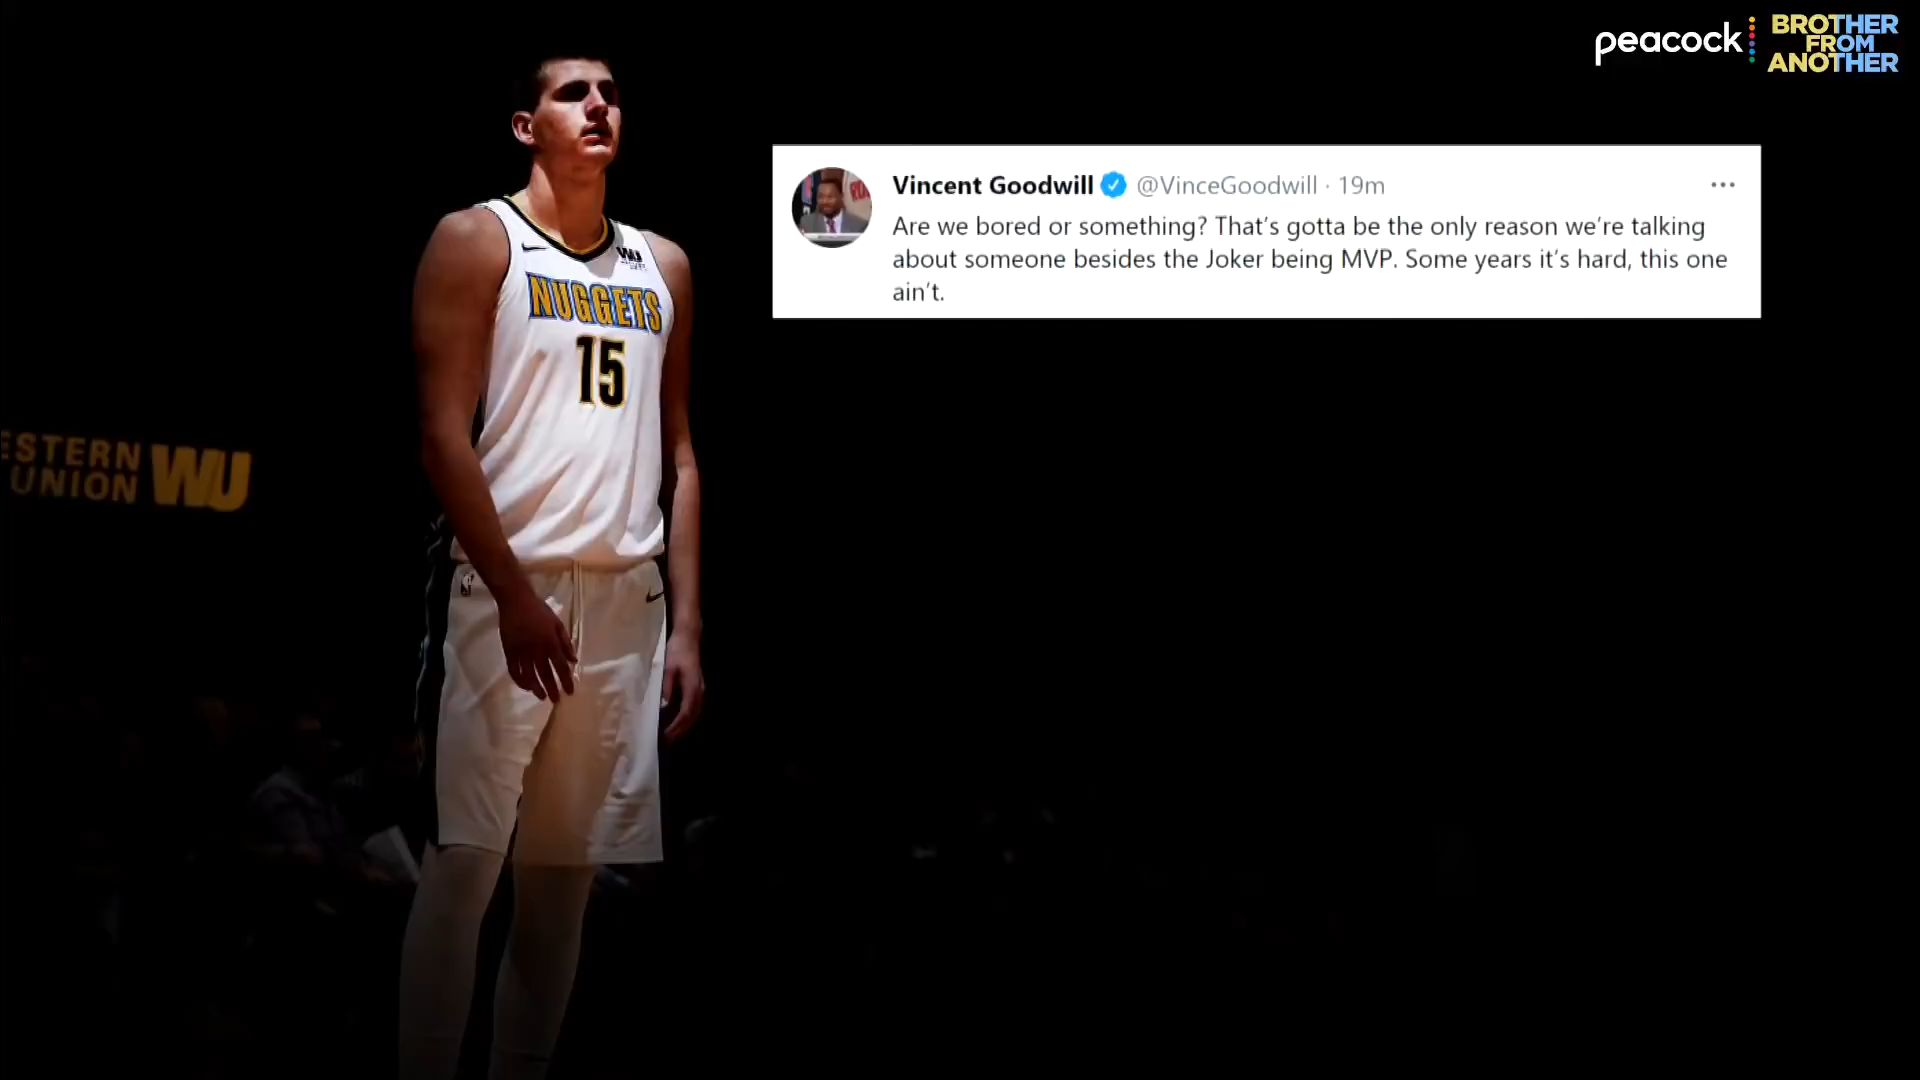 peacock
BROTHER
FROM
ANOTHER
Vincent Goodwill @VinceGoodwill · 19m
Are we bored or something? That's gotta be the only reason we're talking
about someone besides the Joker being MVP. Some years it's hard, this one
ain't.
WU
NUGGETS
15
ESTERN
UNION WU